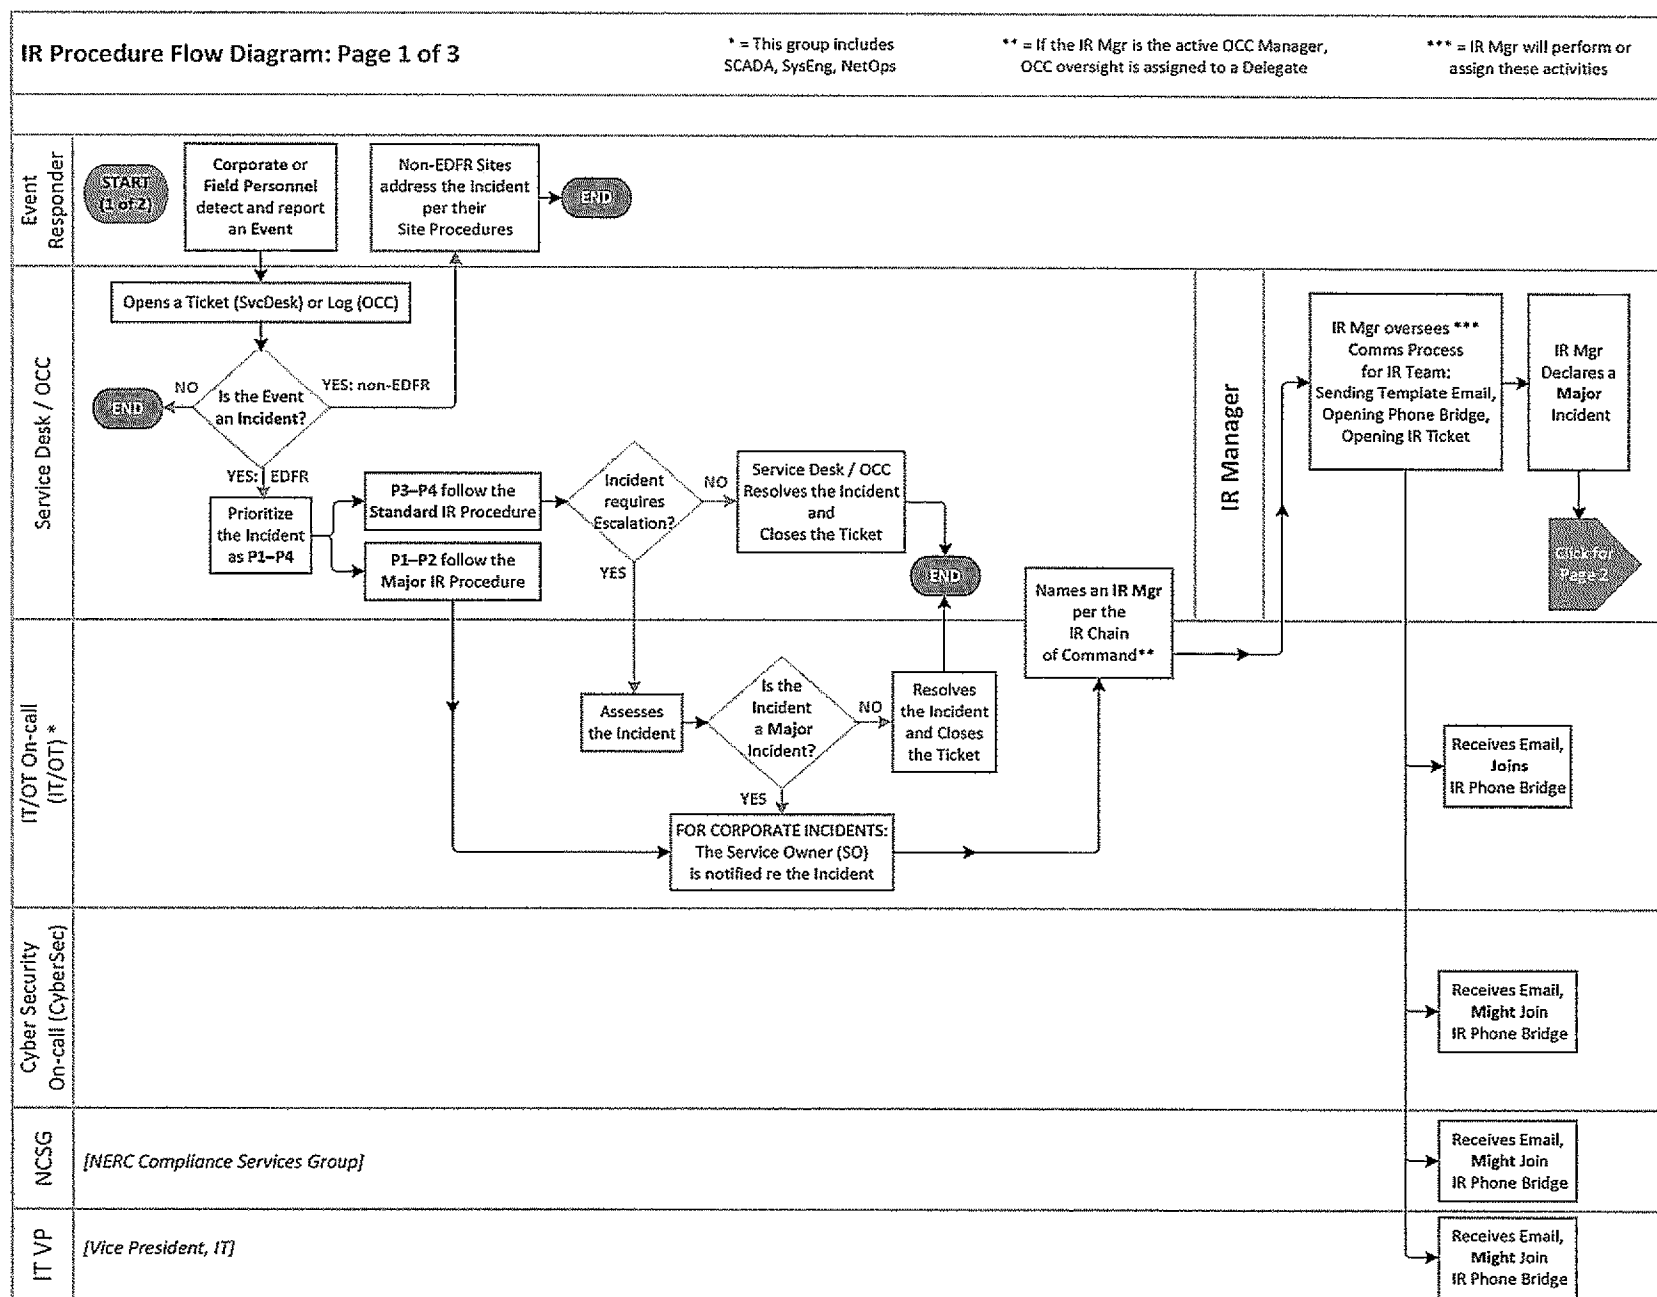 IR Procedure Flow Diagram: Page 1 of 3
* = This group includes
SCADA, SysEng, NetOps
** = If the IR Mgr is the active OCC Manager,
OCC oversight is assigned to a Delegate
*** = IR Mgr will perform or
assign these activities
Event
Responder
START
(1 of 2)
Corporate or
Field Personnel
detect and report
an Event
Non-EDFR Sites
address the Incident
per their
Site Procedures
END
Service Desk / OCC
Opens a Ticket (SvcDesk) or Log (OCC)
Is the Event
an Incident?
NO
END
YES: non-EDFR
YES: EDFR
Prioritize
the Incident
as P1–P4
P3–P4 follow the
Standard IR Procedure
P1–P2 follow the
Major IR Procedure
Incident
requires
Escalation?
NO
YES
Service Desk / OCC
Resolves the Incident
and
Closes the Ticket
END
Names an IR Mgr
per the
IR Chain
of Command**
IR Manager
IR Mgr oversees ***
Comms Process
for IR Team:
Sending Template Email,
Opening Phone Bridge,
Opening IR Ticket
IR Mgr
Declares a
Major
Incident
Click for
Page 2
IT/OT On-call
(IT/OT) *
Assesses
the Incident
Is the
Incident
a Major
Incident?
NO
YES
Resolves
the Incident
and Closes
the Ticket
FOR CORPORATE INCIDENTS:
The Service Owner (SO)
is notified re the Incident
Receives Email,
Joins
IR Phone Bridge
Cyber Security
On-call (CyberSec)
Receives Email,
Might Join
IR Phone Bridge
NCSG
[NERC Compliance Services Group]
Receives Email,
Might Join
IR Phone Bridge
IT VP
[Vice President, IT]
Receives Email,
Might Join
IR Phone Bridge